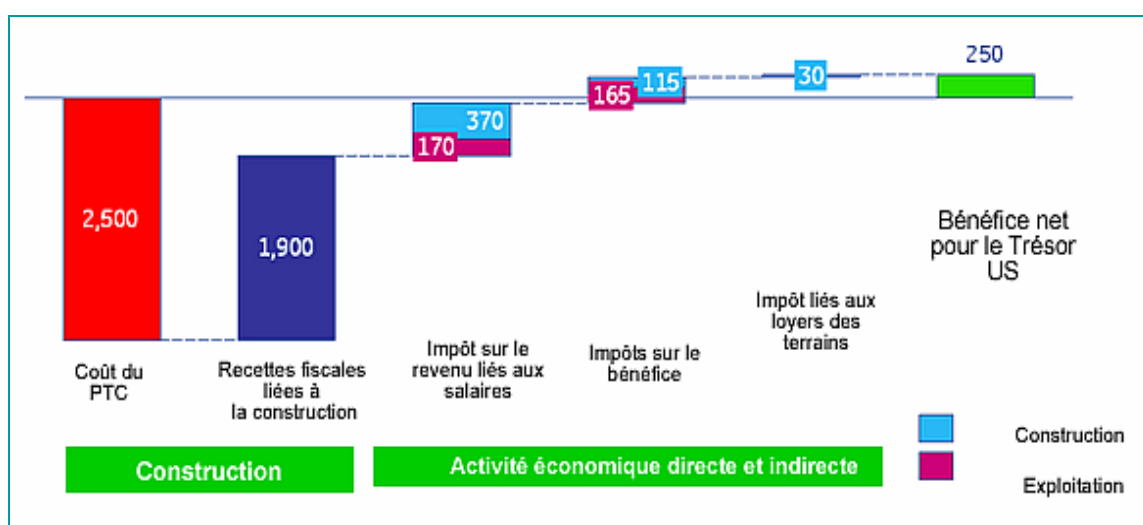 250
115
30
165
370
170
2,500
1,900
Bénéfice net
pour le Trésor
US
Impôt liés aux
loyers des
terrains
Impôt sur le
revenu liés aux
salaires
Impôts sur le
bénéfice
Coût du
PTC
Recettes fiscales
liées à
la construction
Construction
Activité économique directe et indirecte
Construction
Exploitation